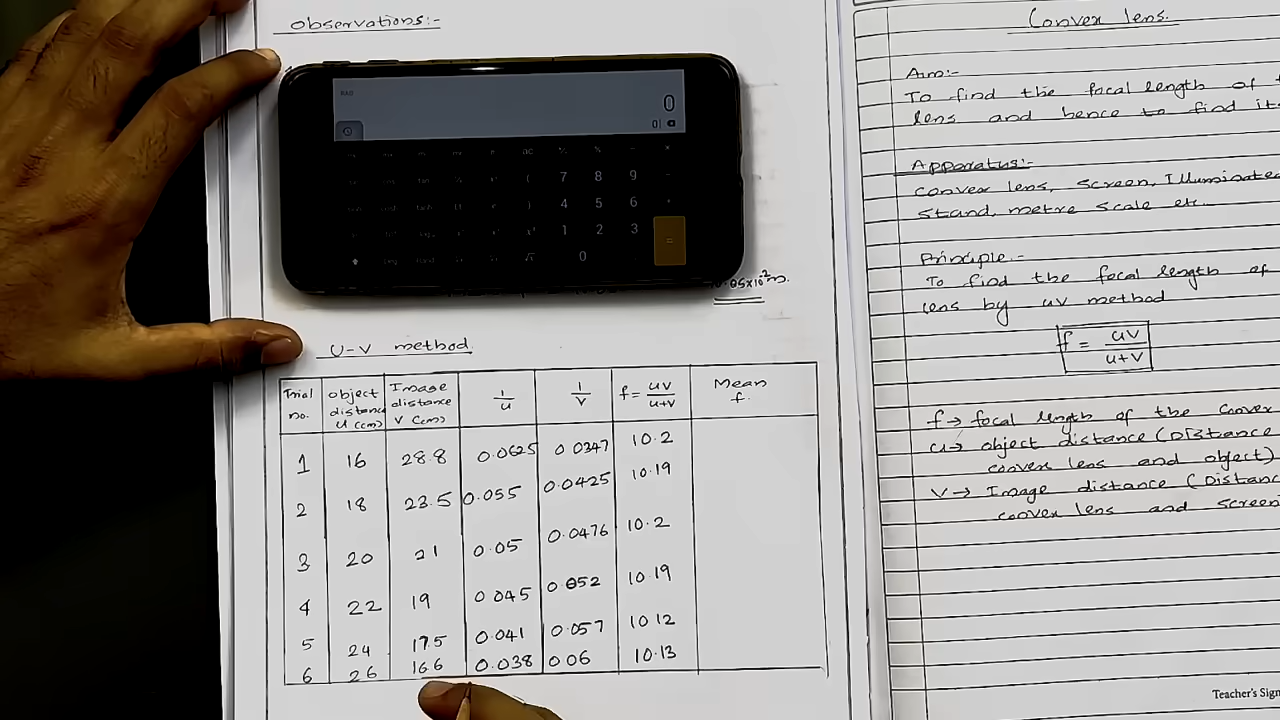 Observations:-
RAD
0
0
7 8 9
4 5 6
1 2 3
0
=
U-V method.
Trial no.
object distance u (cm)
Image distance V (cm)
1/u
1/v
f = uv/u+v
Mean f.
1 16 28.8 0.0625 0.0347 10.2
2 18 23.5 0.055 0.0425 10.19
3 20 21 0.05 0.0476 10.2
4 22 19 0.045 0.052 10.19
5 24 17.5 0.041 0.057 10.12
6 26 16.6 0.038 0.06 10.13
Convex lens.
Aim:-
To find the focal length of
lens and hence to find
Apparatus:-
convex lens, screen, Illuminated
stand, metre scale etc.
Principle:-
To find the focal length of
lens by uv method
f = uv/u+v
f → focal length of the convex
u → object distance (Distance
convex lens and object)
V → Image distance (
convex lens and screen
Teacher's